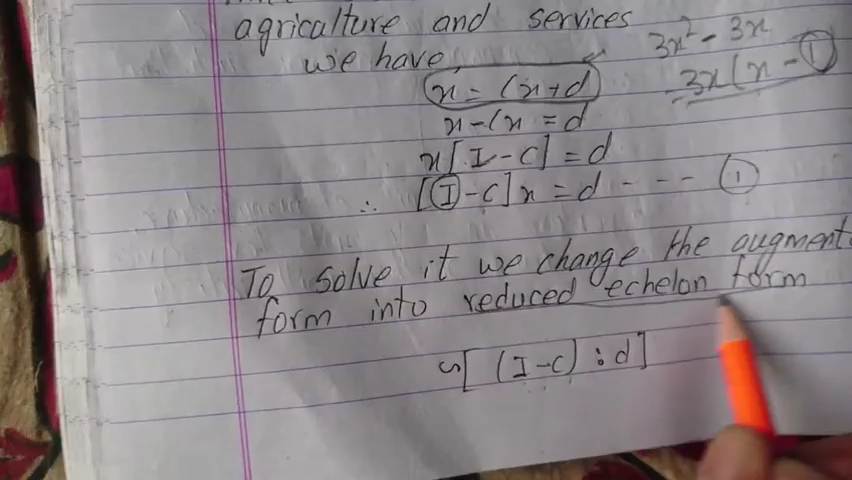 agriculture and services
we have,
x = Cx+d
3x² - 3x
3x(x - 1
x-Cx = d
x[I-C] = d
∴ [I-C]x = d - - - - ①
To solve it we change the augment
form into reduced echelon form
~[ (I-C) : d]